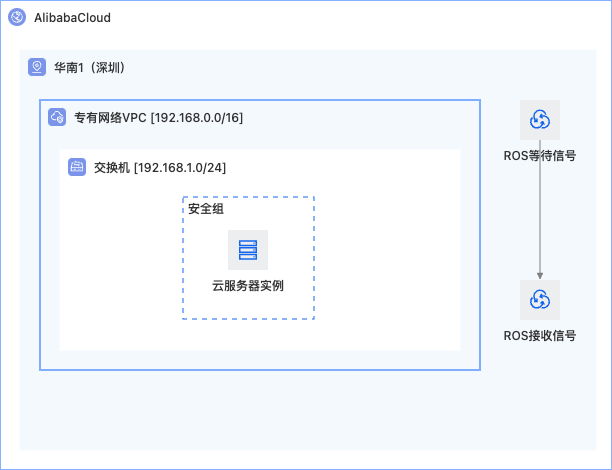 AlibabaCloud
华南1（深圳）
专有网络VPC [192.168.0.0/16]
交换机 [192.168.1.0/24]
安全组
云服务器实例
ROS等待信号
ROS接收信号